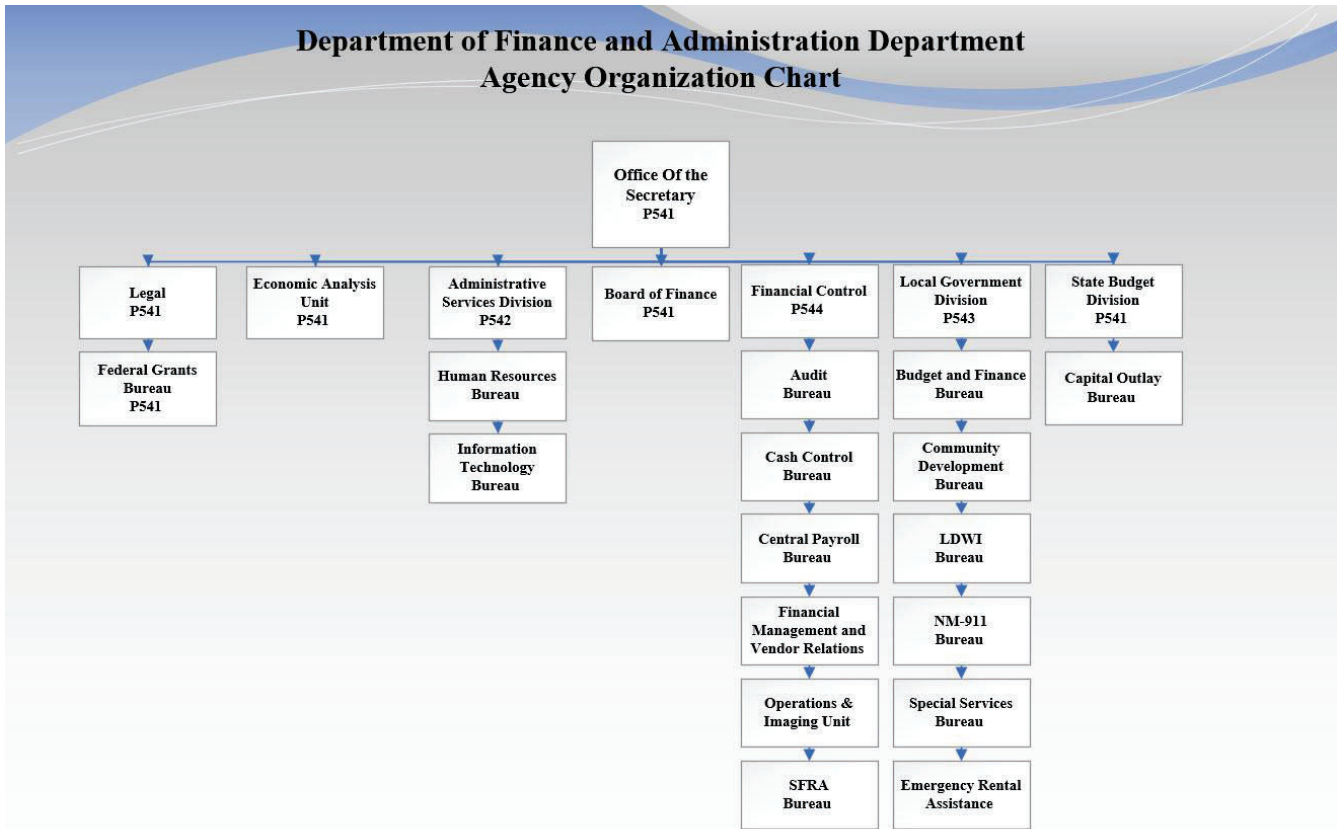 Department of Finance and Administration Department
Agency Organization Chart
Office Of the
Secretary
P541
Legal
P541
Economic Analysis
Unit
P541
Administrative
Services Division
P542
Board of Finance
P541
Financial Control
P544
Local Government
Division
P543
State Budget
Division
P541
Federal Grants
Bureau
P541
Human Resources
Bureau
Information
Technology
Bureau
Audit
Bureau
Cash Control
Bureau
Central Payroll
Bureau
Financial
Management and
Vendor Relations
Operations &
Imaging Unit
SFRA
Bureau
Budget and Finance
Bureau
Community
Development
Bureau
LDWI
Bureau
NM-911
Bureau
Special Services
Bureau
Emergency Rental
Assistance
Capital Outlay
Bureau